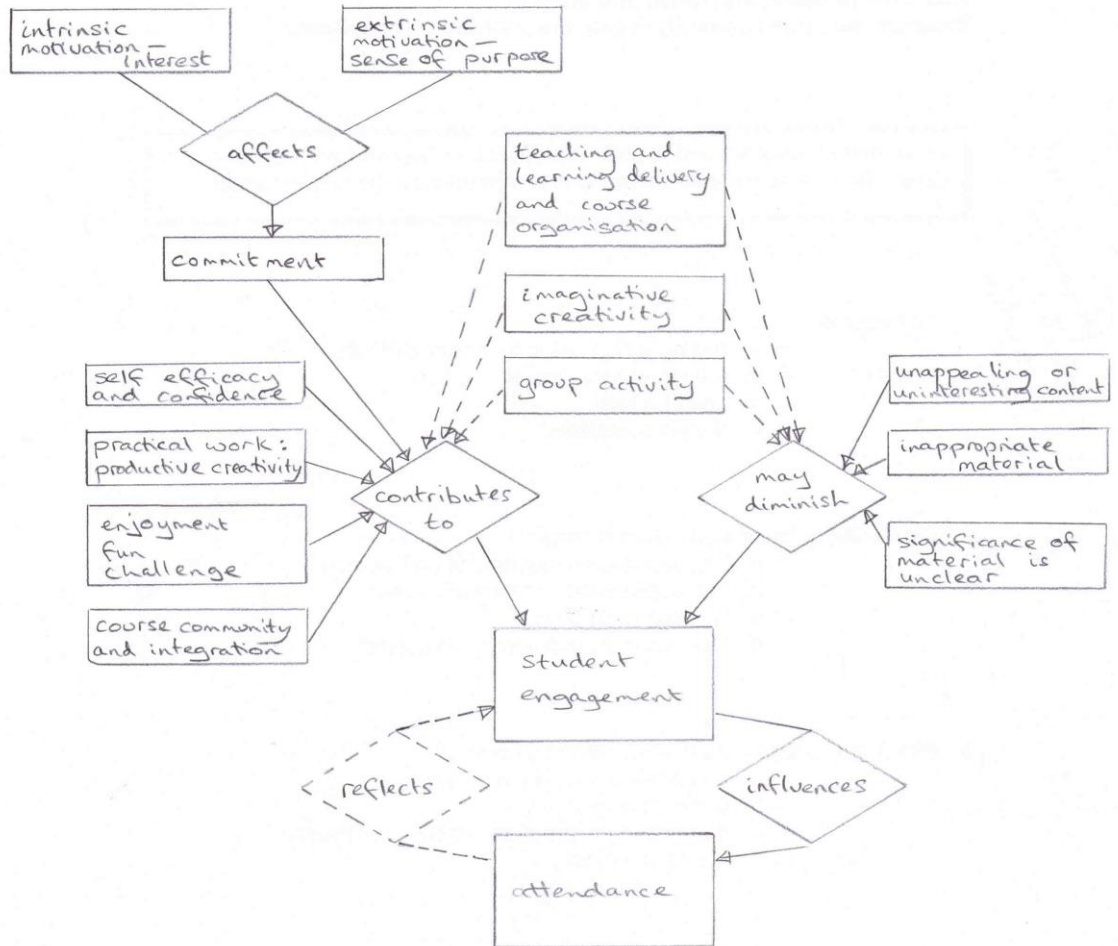 intrinsic
motivation –
interest
extrinsic
motivation –
sense of purpose
affects
commitment
teaching and
learning delivery
and course
organisation
imaginative
creativity
group activity
self efficacy
and confidence
practical work:
productive creativity
enjoyment
fun
challenge
course community
and integration
contributes
to
may
diminish
unappealing or
uninteresting content
inappropriate
material
significance of
material is
unclear
student
engagement
reflects
influences
attendance